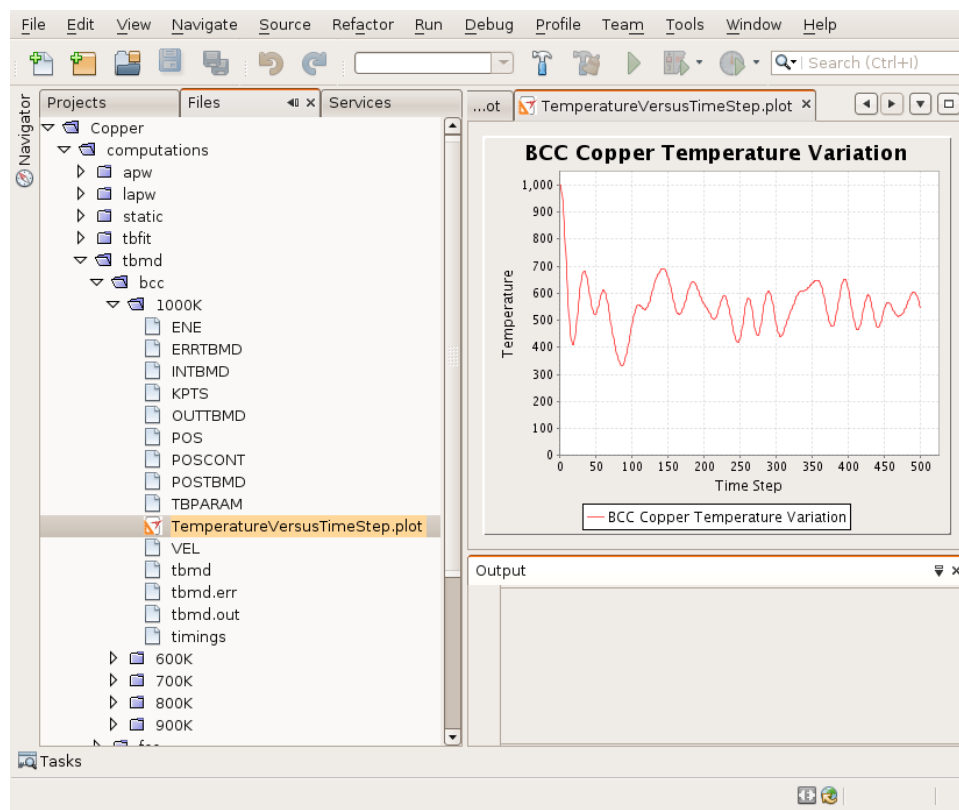 File Edit View Navigate Source Refactor Run Debug Profile Team Tools Window Help
Search (Ctrl+I)
Navigator
Projects Files Services
Copper
computations
apw
lapw
static
tbfit
tbmd
bcc
1000K
ENE
ERRTBMD
INTBMD
KPTS
OUTTBMD
POS
POSCONT
POSTBMD
TBPARAM
TemperatureVersusTimeStep.plot
VEL
tbmd
tbmd.err
tbmd.out
timings
600K
700K
800K
900K
...ot TemperatureVersusTimeStep.plot
BCC Copper Temperature Variation
Temperature
1,000
900
800
700
600
500
400
300
200
100
0
0 50 100 150 200 250 300 350 400 450 500
Time Step
BCC Copper Temperature Variation
Output
Tasks